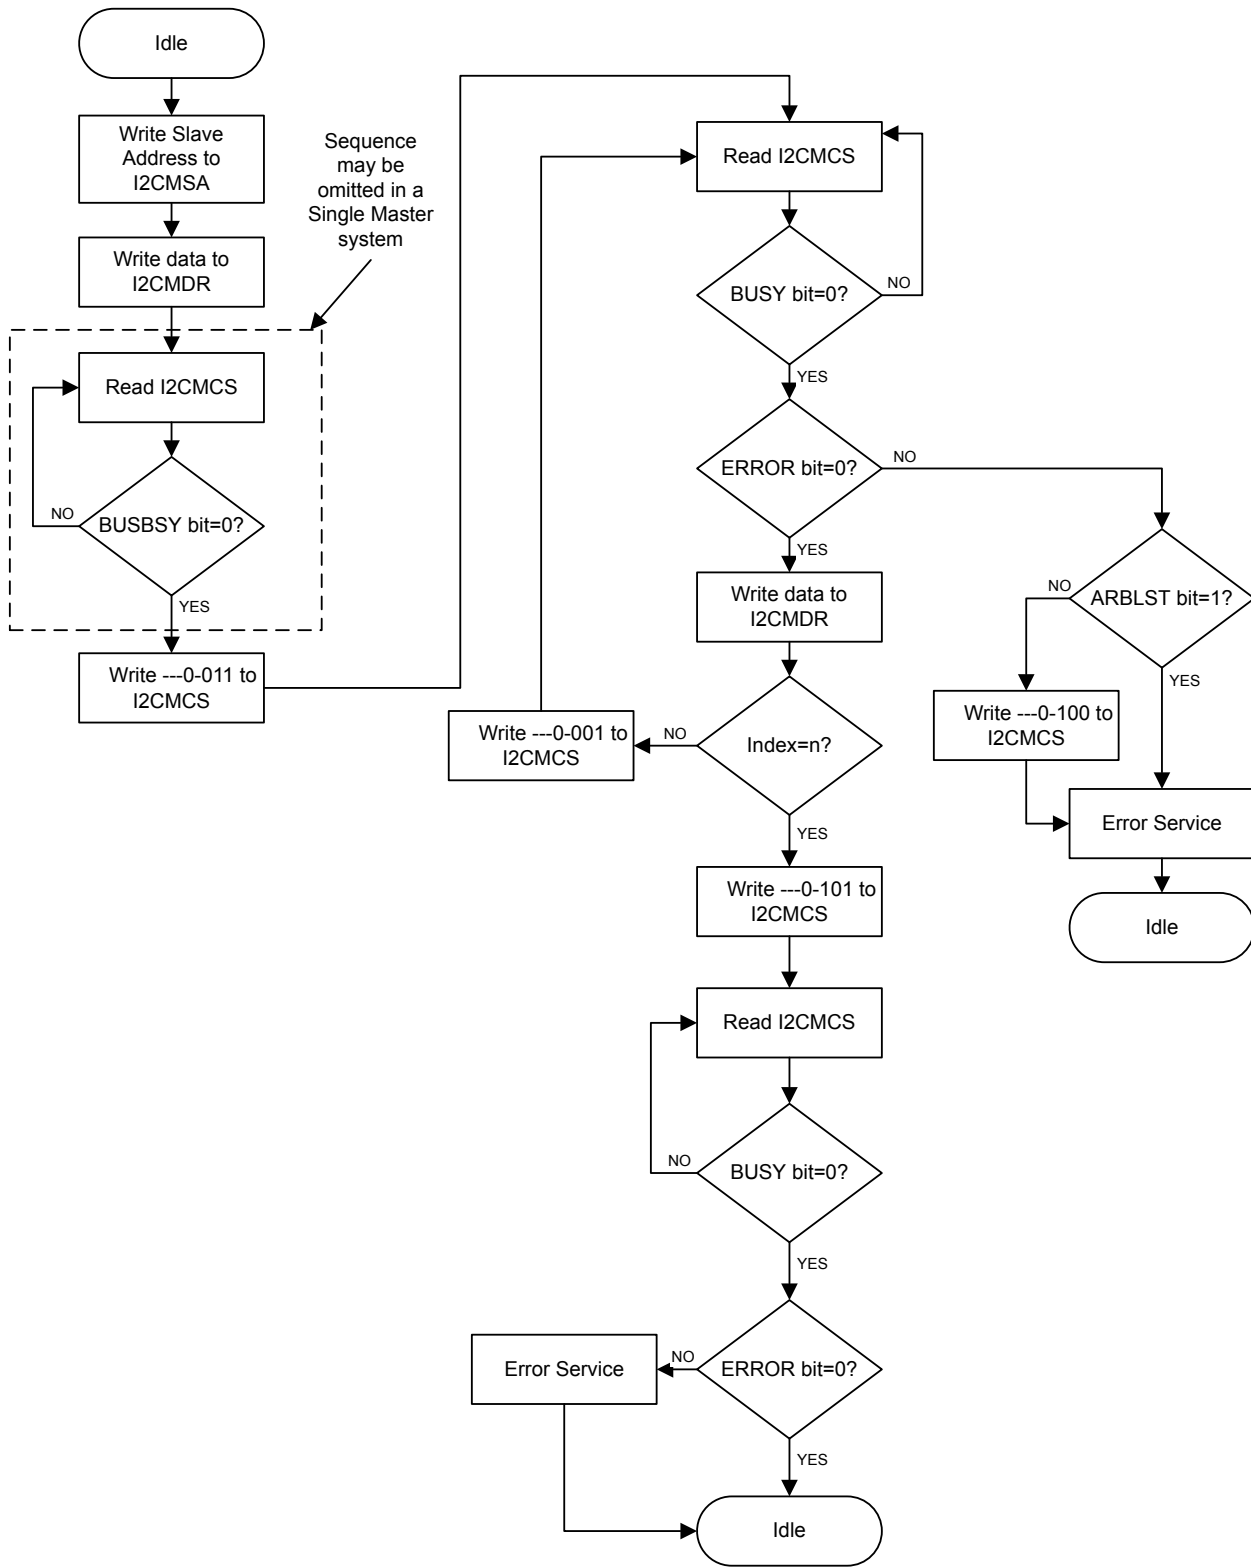 Idle
Write Slave
Address to
I2CMSA
Write data to
I2CMDR
Sequence
may be
omitted in a
Single Master
system
Read I2CMCS
BUSBSY bit=0?
NO
YES
Write ---0-011 to
I2CMCS
Read I2CMCS
BUSY bit=0?
NO
YES
ERROR bit=0?
NO
YES
Write data to
I2CMDR
Index=n?
NO
Write ---0-001 to
I2CMCS
YES
ARBLST bit=1?
NO
YES
Write ---0-100 to
I2CMCS
Error Service
Idle
Write ---0-101 to
I2CMCS
Read I2CMCS
BUSY bit=0?
NO
YES
ERROR bit=0?
NO
Error Service
YES
Idle